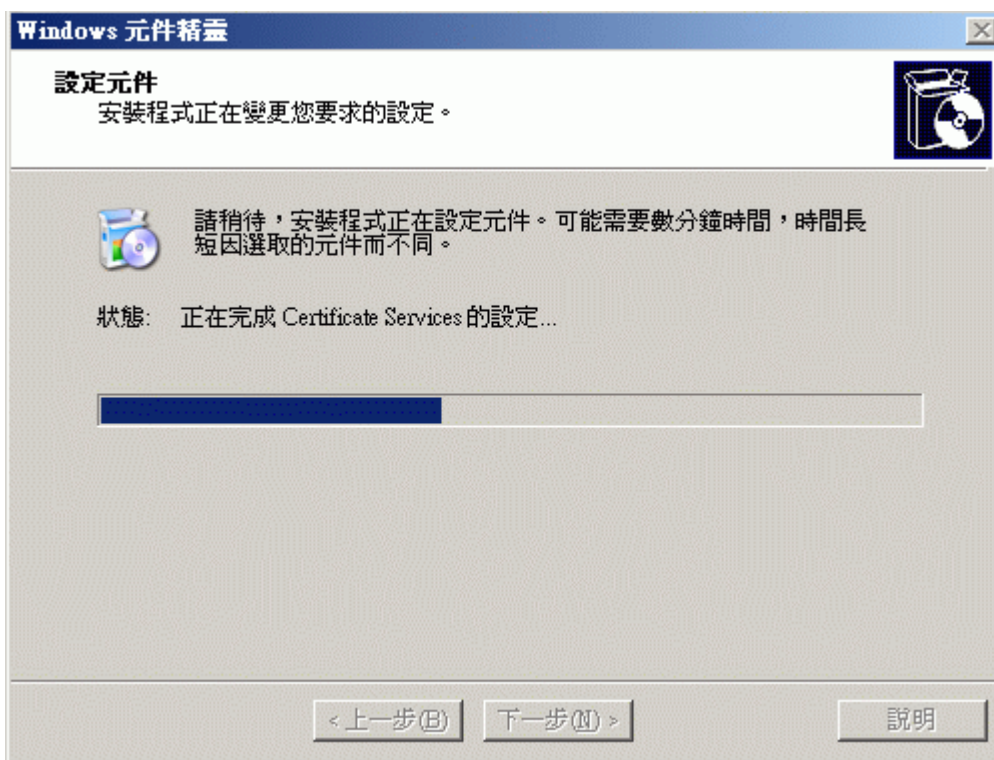 Windows 元件精靈
設定元件
安裝程式正在變更您要求的設定。
請稍待，安裝程式正在設定元件。可能需要數分鐘時間，時間長
短因選取的元件而不同。
狀態: 正在完成 Certificate Services 的設定...
<上一步(B) 下一步(N)> 說明